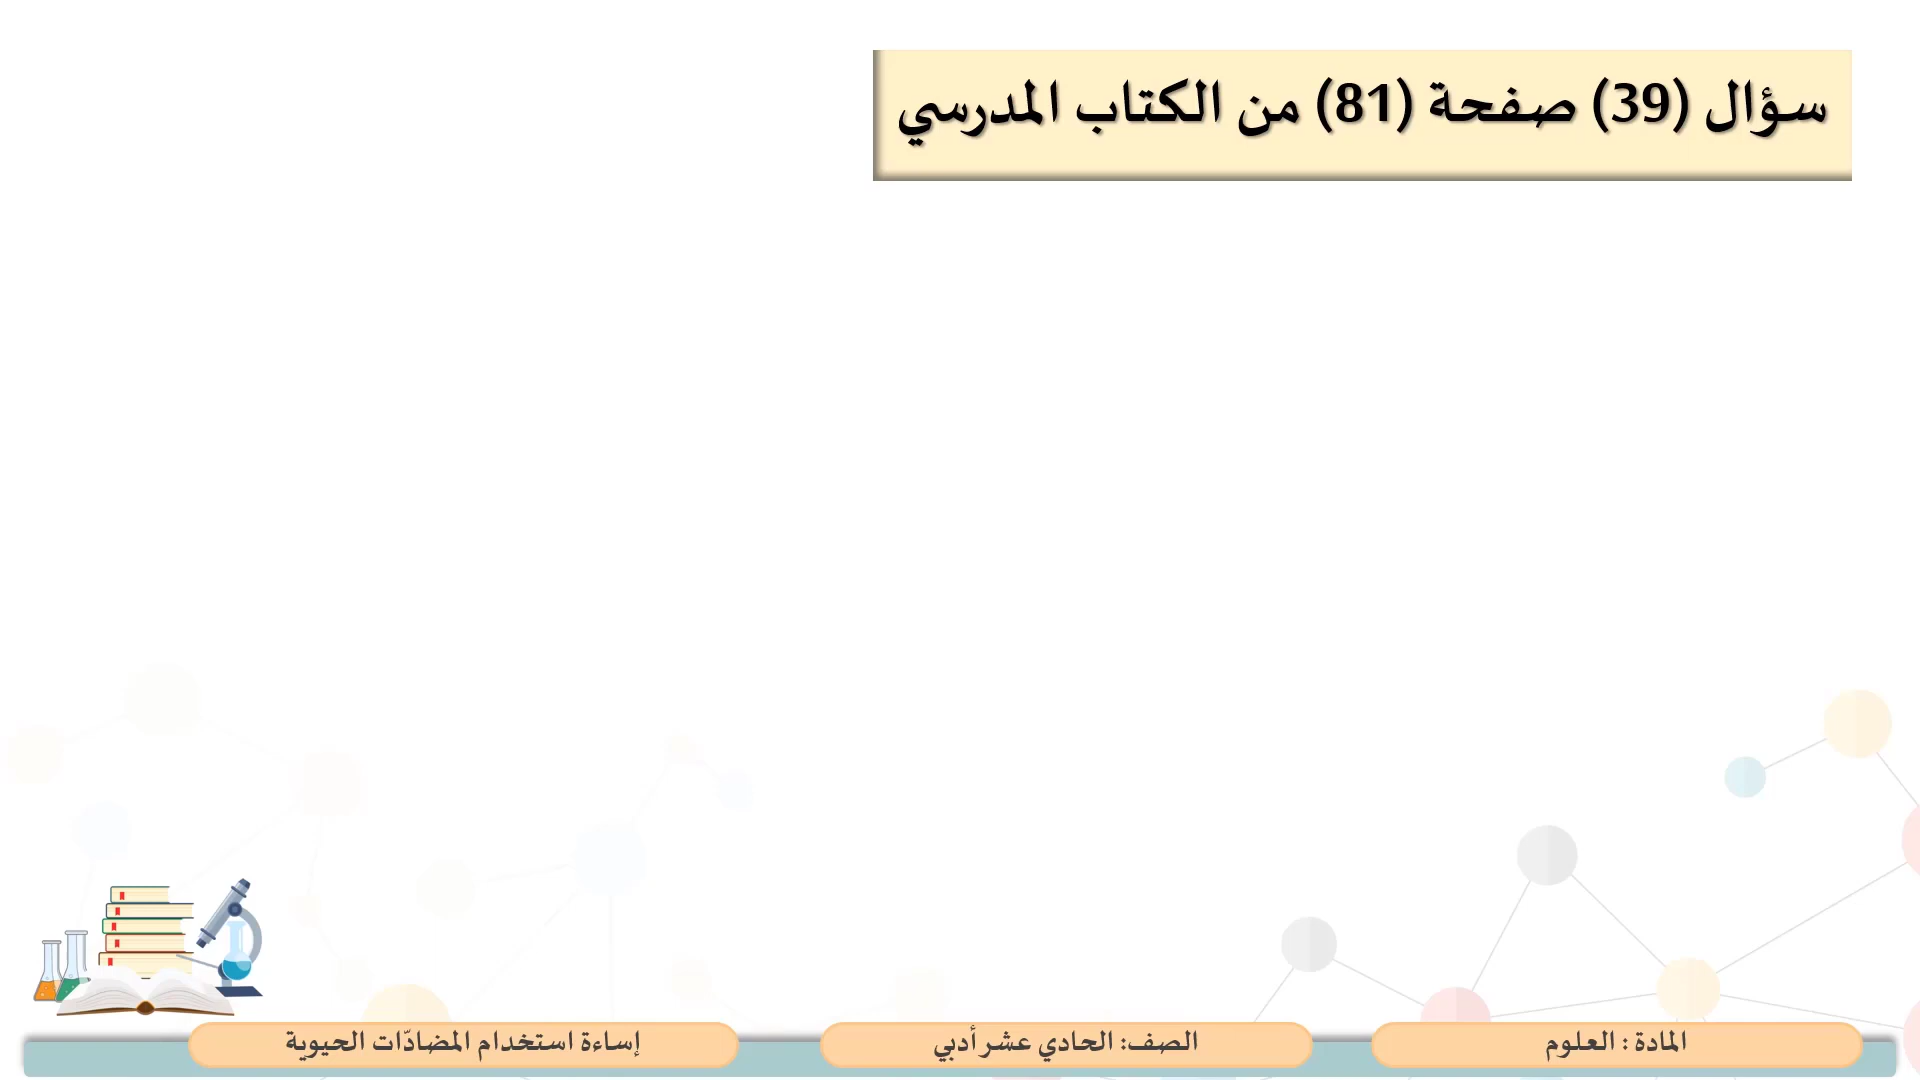 سؤال (39) صفحة (81) من الكتاب المدرسي
المادة : العلوم
الصف: الحادي عشر أدبي
إساءة استخدام المضادّات الحيوية